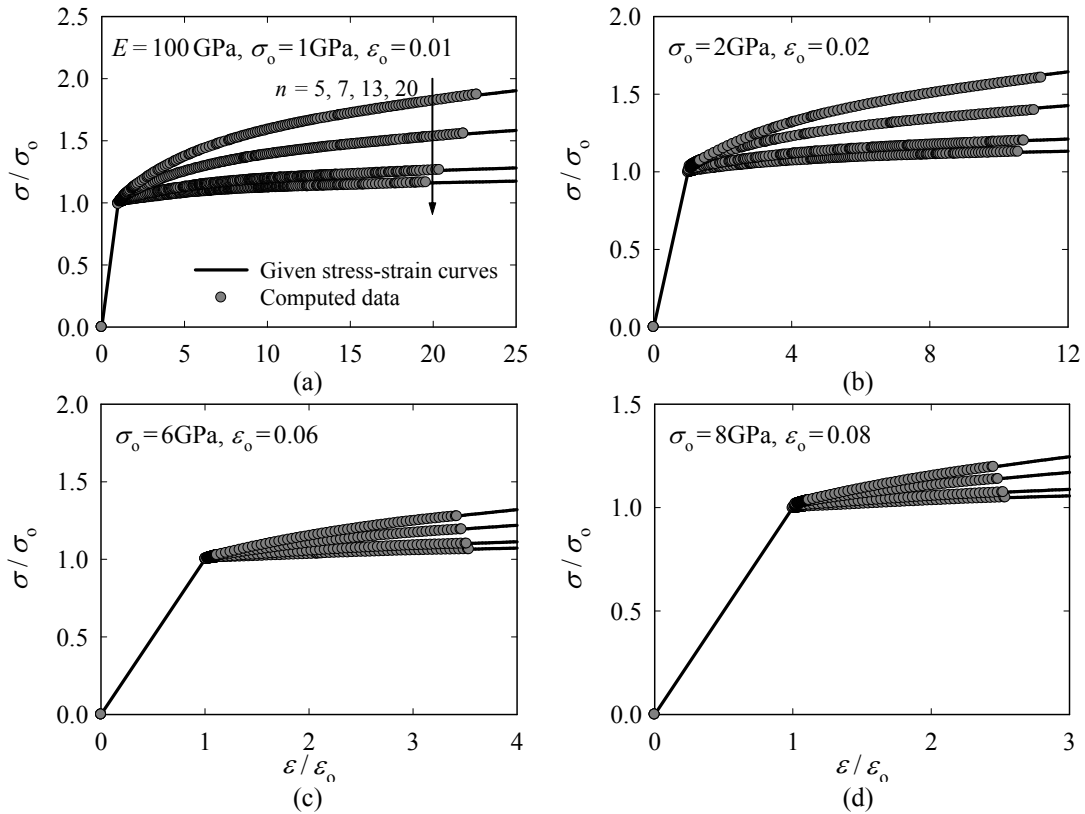 2.5
2.0
1.5
1.0
0.5
0.0
σ / σo
E = 100 GPa, σo = 1GPa, εo = 0.01
n = 5, 7, 13, 20
Given stress-strain curves
Computed data
0 5 10 15 20 25
(a)
2.0
1.5
1.0
0.5
0.0
σ / σo
σo = 2GPa, εo = 0.02
0 4 8 12
(b)
2.0
1.5
1.0
0.5
0.0
σ / σo
σo = 6GPa, εo = 0.06
0 1 2 3 4
ε / εo
(c)
1.5
1.0
0.5
0.0
σ / σo
σo = 8GPa, εo = 0.08
0 1 2 3
ε / εo
(d)